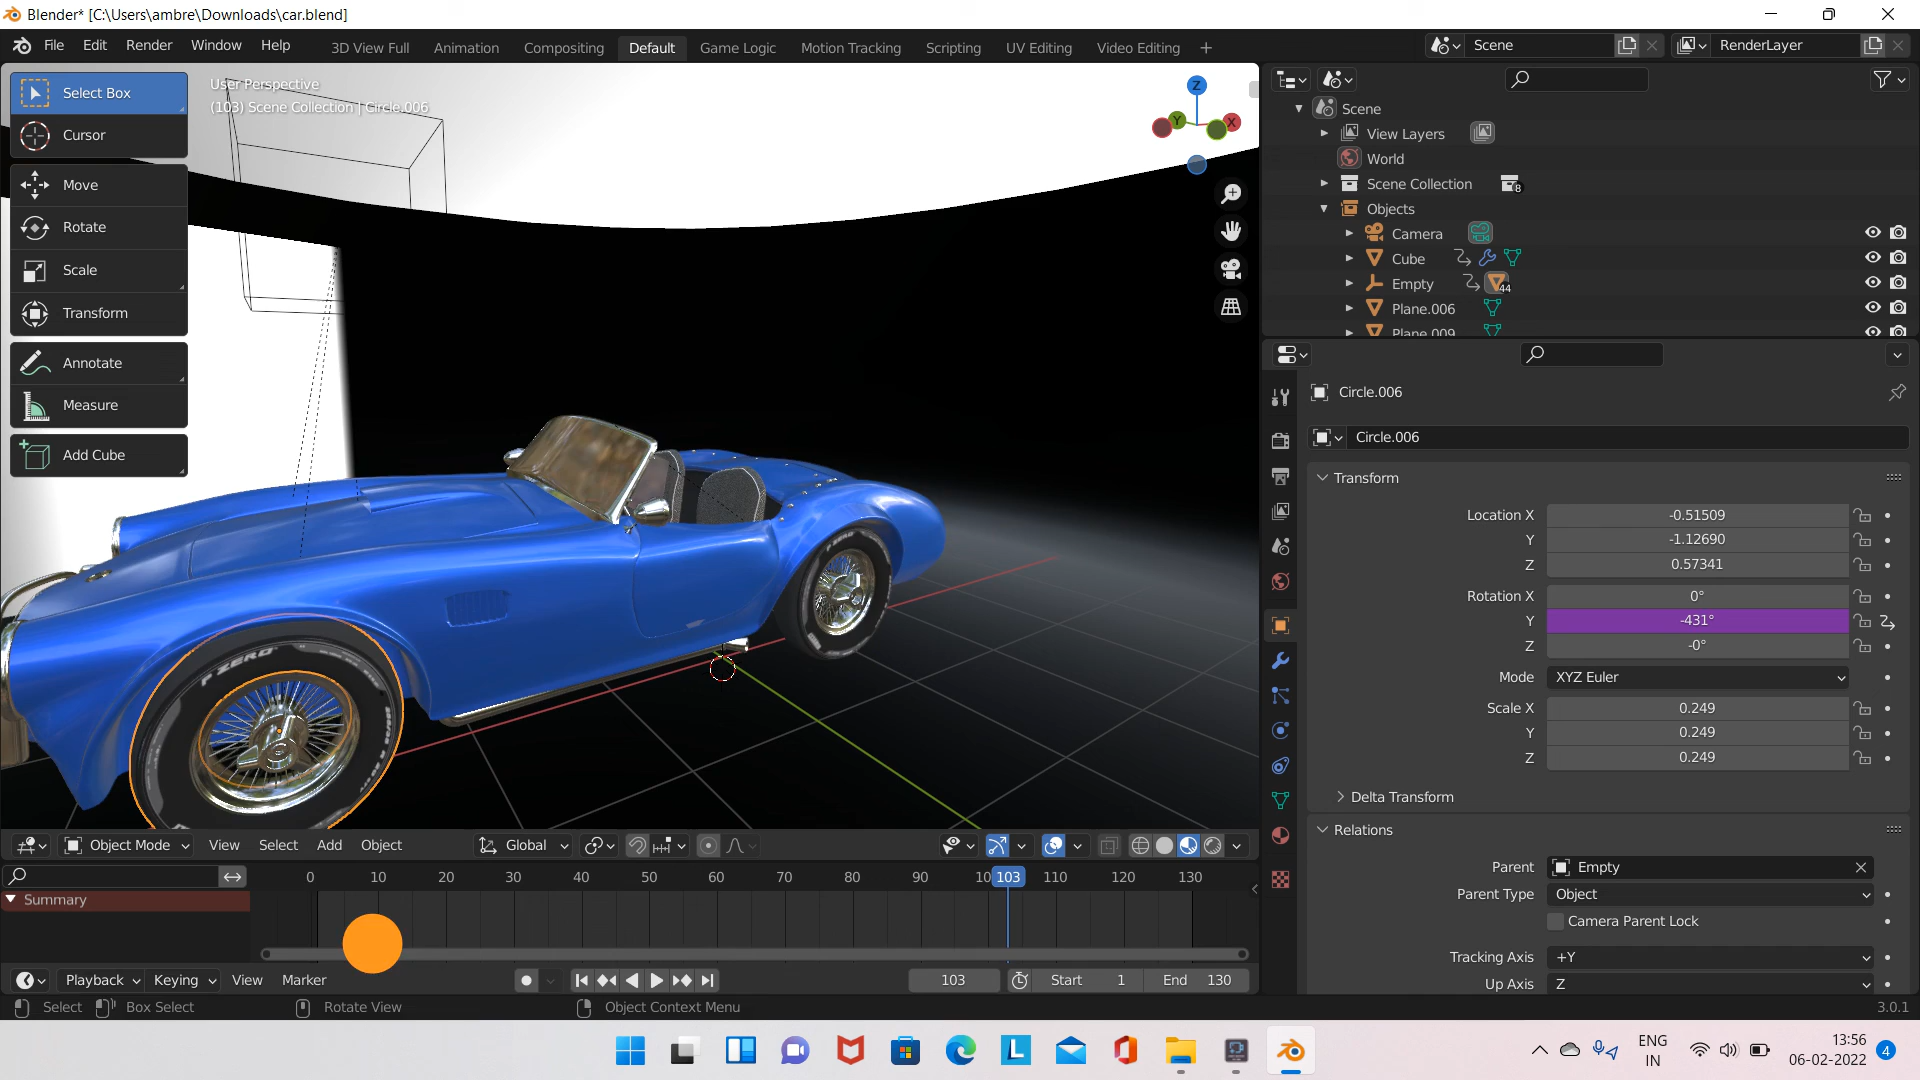 Blender* [C:\Users\ambre\Downloads\car.blend]
File Edit Render Window Help 3D View Full Animation Compositing Default Game Logic Motion Tracking Scripting UV Editing Video Editing + Scene RenderLayer
Select Box
Cursor
Move
Rotate
Scale
Transform
Annotate
Measure
Add Cube
User Perspective
(103) Scene Collection | Circle.006
Z
Y
X
P ZERO
P ZERO
Scene
View Layers
World
Scene Collection 8
Objects
Camera
Cube
Empty 44
Plane.006
Plane.009
Circle.006
Circle.006
Transform
Location X -0.51509
Y -1.12690
Z 0.57341
Rotation X 0°
Y -431°
Z -0°
Mode XYZ Euler
Scale X 0.249
Y 0.249
Z 0.249
Delta Transform
Relations
Parent Empty
Parent Type Object
Camera Parent Lock
Tracking Axis +Y
Up Axis Z
Object Mode View Select Add Object Global
0 10 20 30 40 50 60 70 80 90 10 103 110 120 130
Summary
Playback Keying View Marker 103 Start 1 End 130
Select Box Select Rotate View Object Context Menu 3.0.1
ENG
IN
13:56
06-02-2022
4